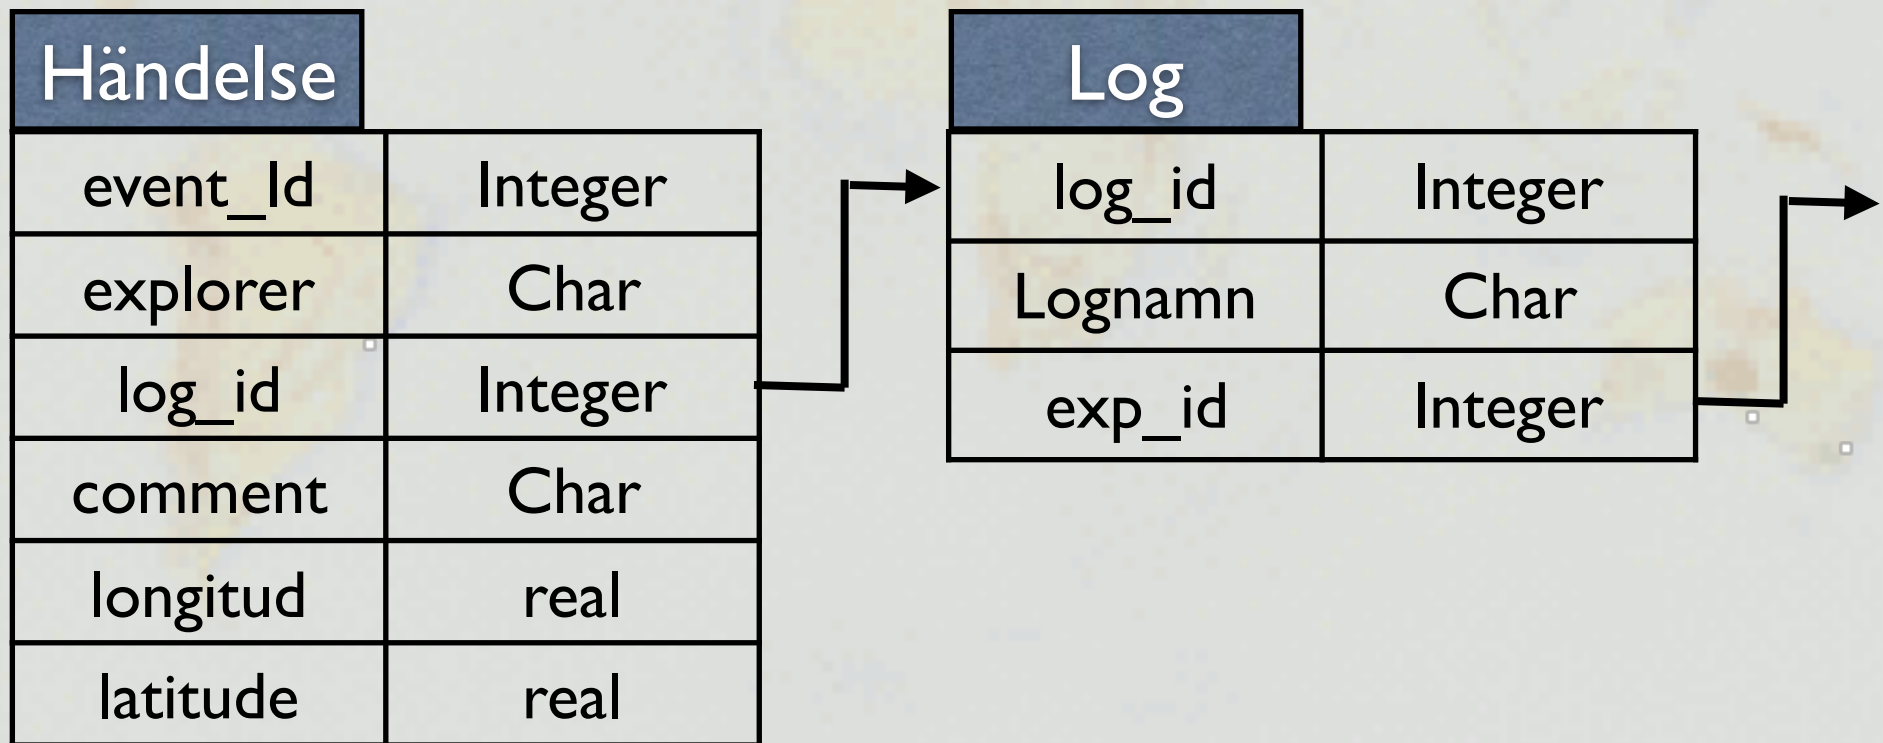 Händelse
event_Id Integer
explorer Char
log_id Integer
comment Char
longitud real
latitude real
Log
log_id Integer
Lognamn Char
exp_id Integer